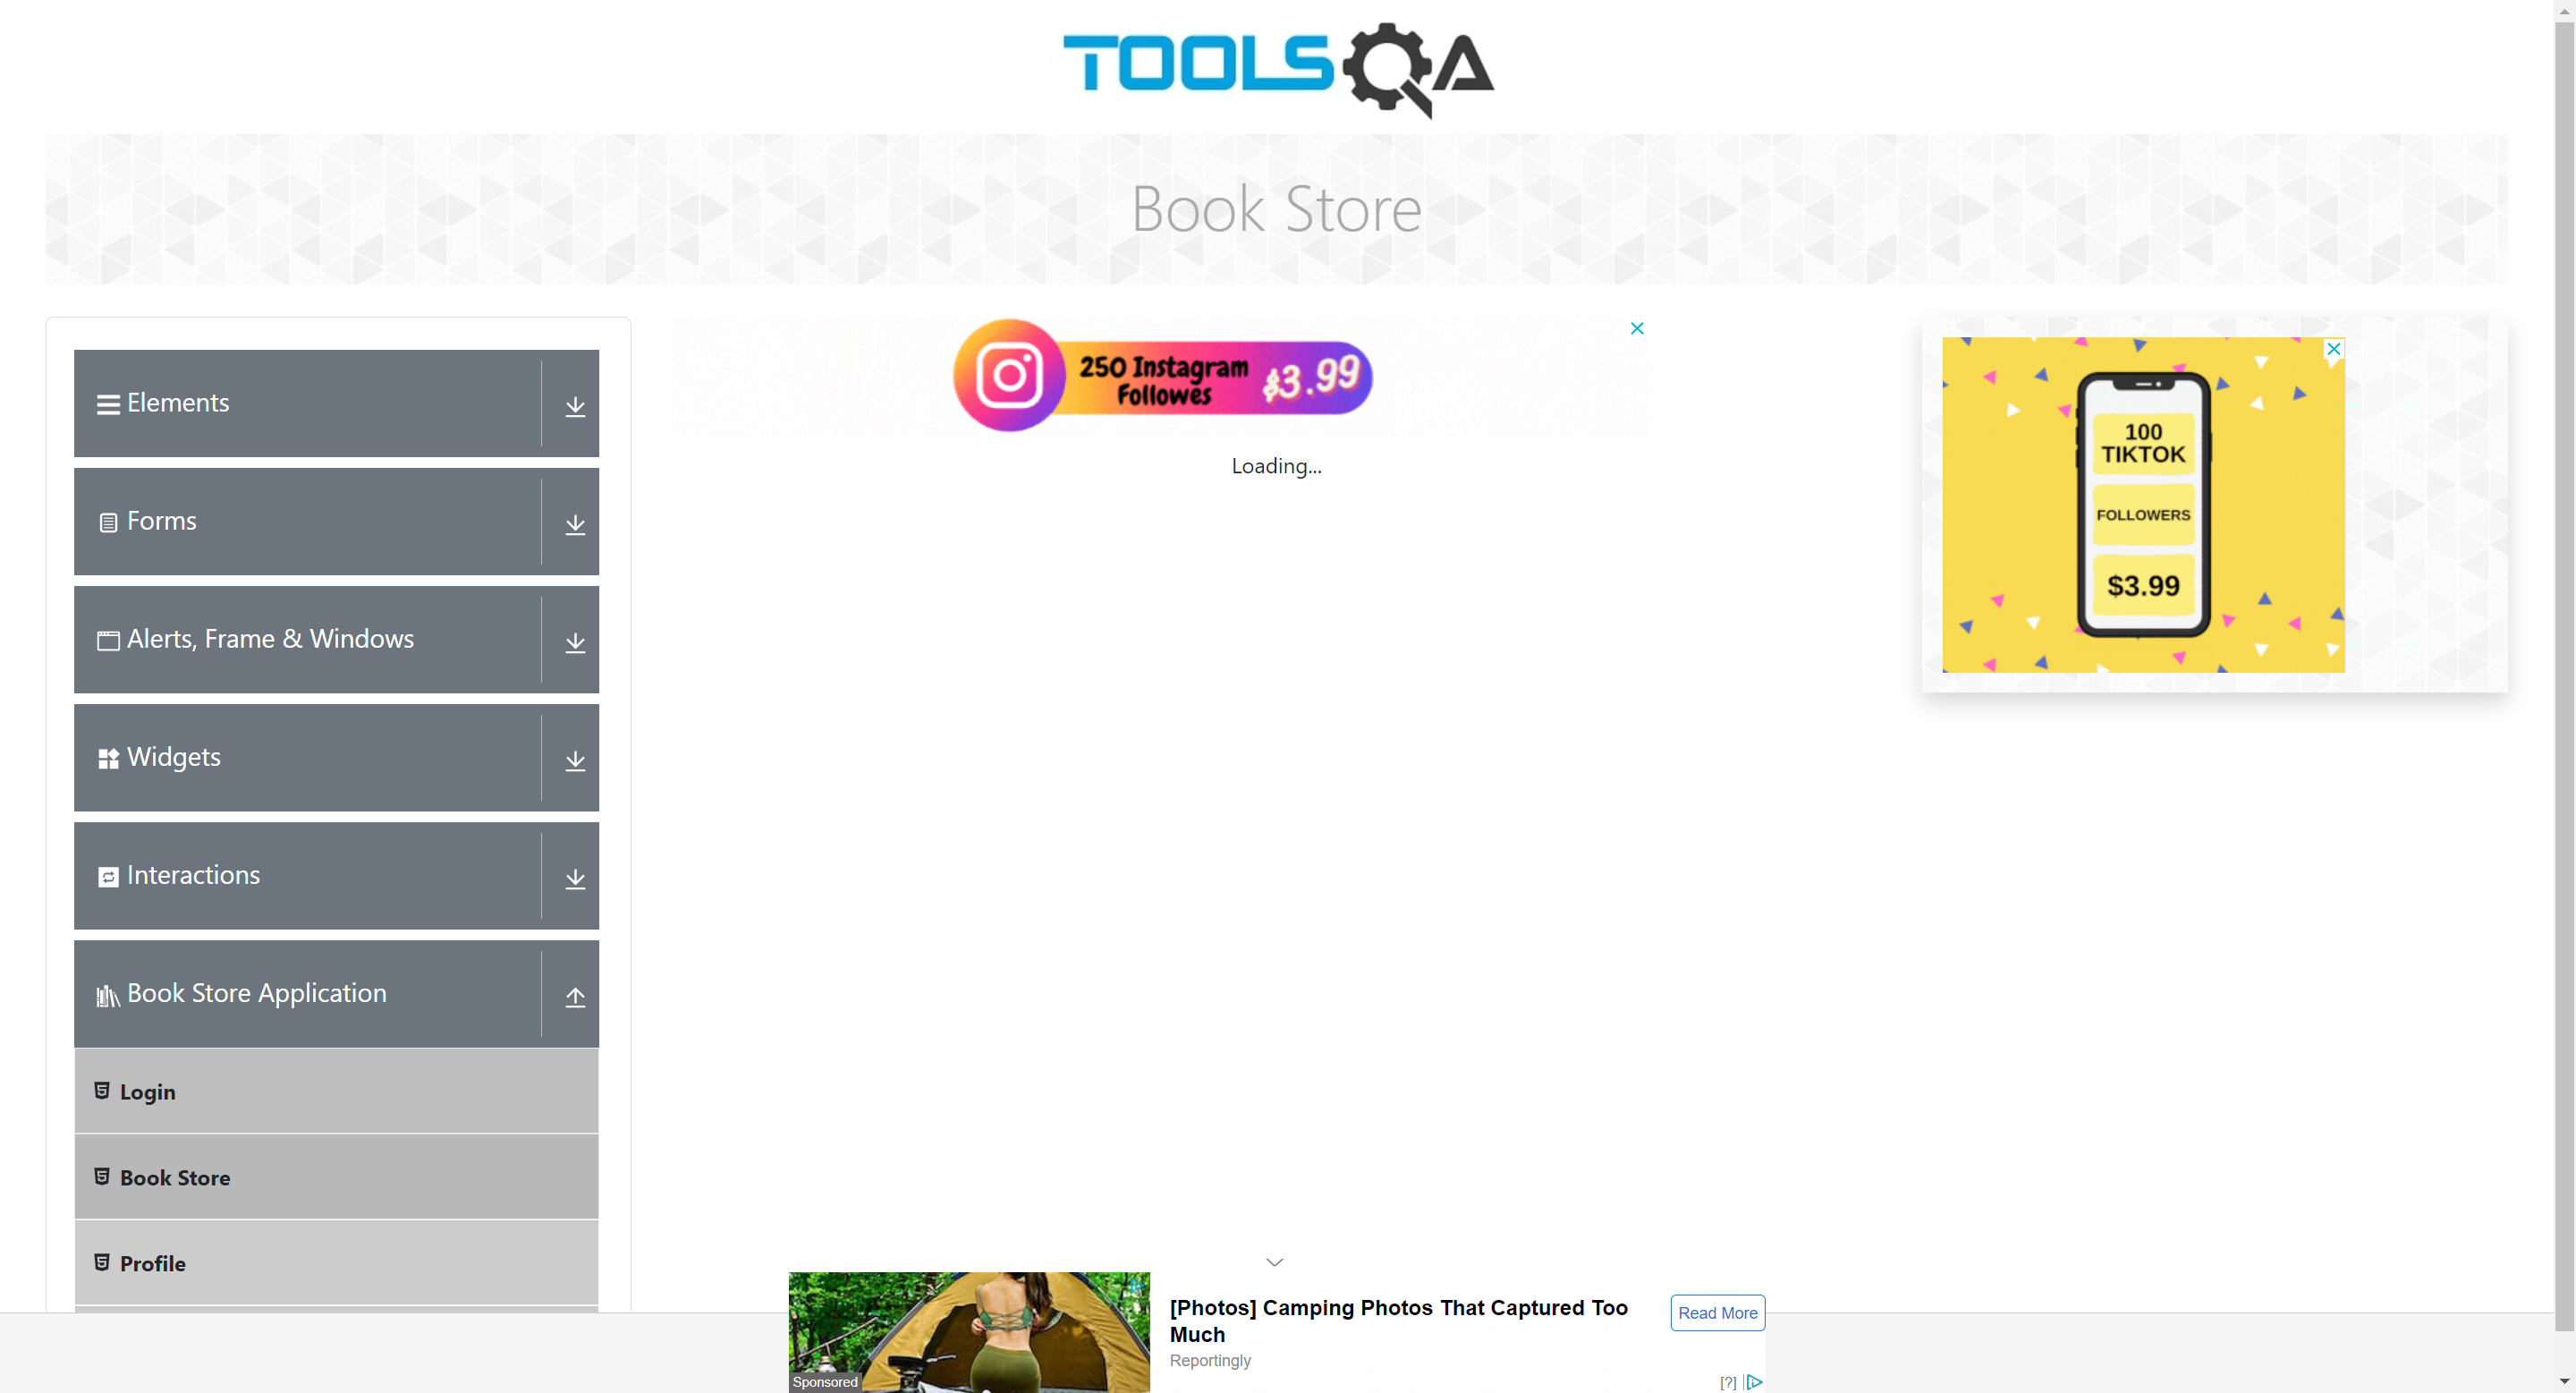 TOOLSQA
Book Store
Elements
Forms
Alerts, Frame & Windows
Widgets
Interactions
Book Store Application
Login
Book Store
Profile
250 Instagram
Followes
$3.99
Loading...
100
TIKTOK
FOLLOWERS
$3.99
[Photos] Camping Photos That Captured Too
Much
Reportingly
Read More
Sponsored
[?]